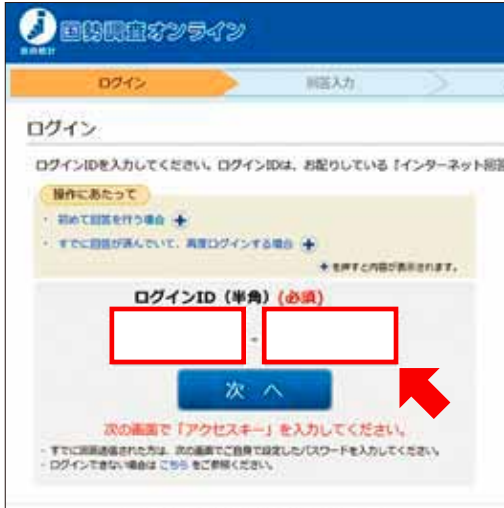 国勢調査オンライン
政府統計
ログイン
回答入力
ログイン
ログインIDを入力してください。ログインIDは、お配りしている「インターネット回答
操作にあたって
・ 初めて回答を行う場合 +
・ すでに回答が済んでいて、再度ログインする場合 +
+ を押すと内容が表示されます。
ログインID（半角）(必須)
-
次 へ
次の画面で「アクセスキー」を入力してください。
・ すでに回答送信された方は、次の画面でご自身で設定したパスワードを入力してください。
・ ログインできない場合は こちら をご参照ください。